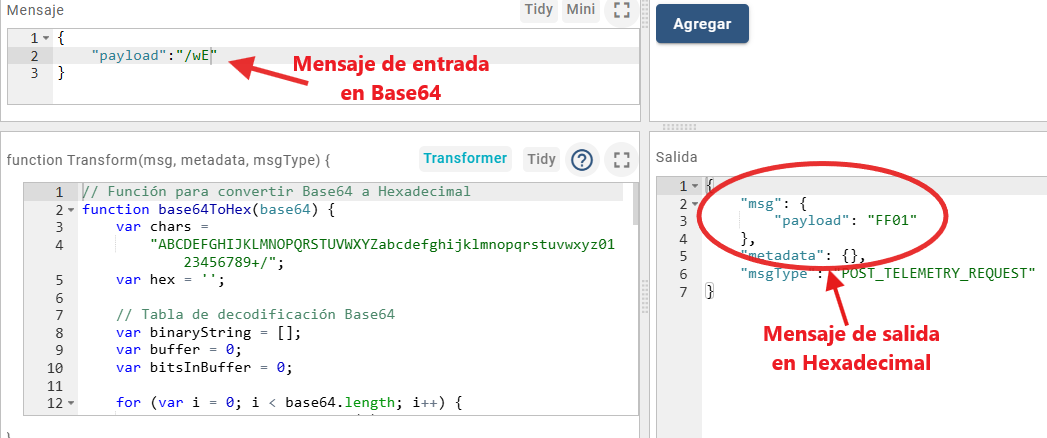 Mensaje
Tidy
Mini
Agregar
1 {
2 "payload":"/wE"
3 }
Mensaje de entrada
en Base64
function Transform(msg, metadata, msgType) {
Transformer
Tidy
?
Salida
1 // Función para convertir Base64 a Hexadecimal
2 function base64ToHex(base64) {
3 var chars =
4 "ABCDEFGHIJKLMNOPQRSTUVWXYZabcdefghijklmnopqrstuvwxyz01
23456789+/";
5 var hex = '';
6
7 // Tabla de decodificación Base64
8 var binaryString = [];
9 var buffer = 0;
10 var bitsInBuffer = 0;
11
12 for (var i = 0; i < base64.length; i++) {
}
1 {
2 "msg": {
3 "payload": "FF01"
4 },
5 "metadata": {},
6 "msgType": "POST_TELEMETRY_REQUEST"
7 }
Mensaje de salida
en Hexadecimal